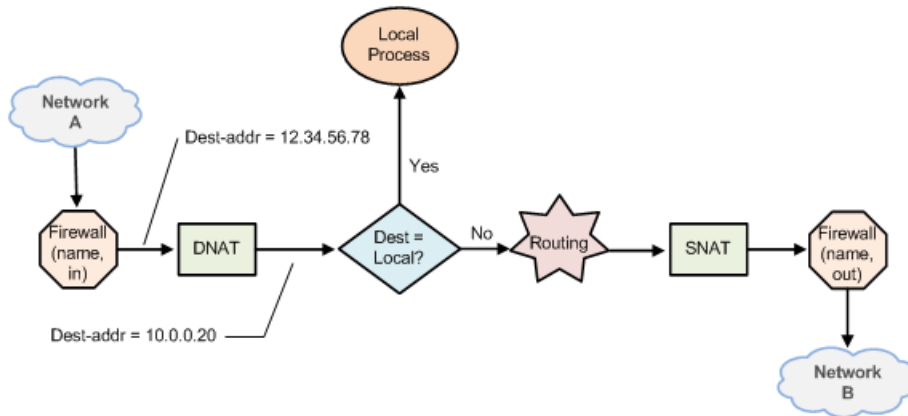 Local
Process
Network
A
Dest-addr = 12.34.56.78
Yes
Firewall
(name,
in)
DNAT
Dest =
Local?
No
Routing
SNAT
Firewall
(name,
out)
Dest-addr = 10.0.0.20
Network
B